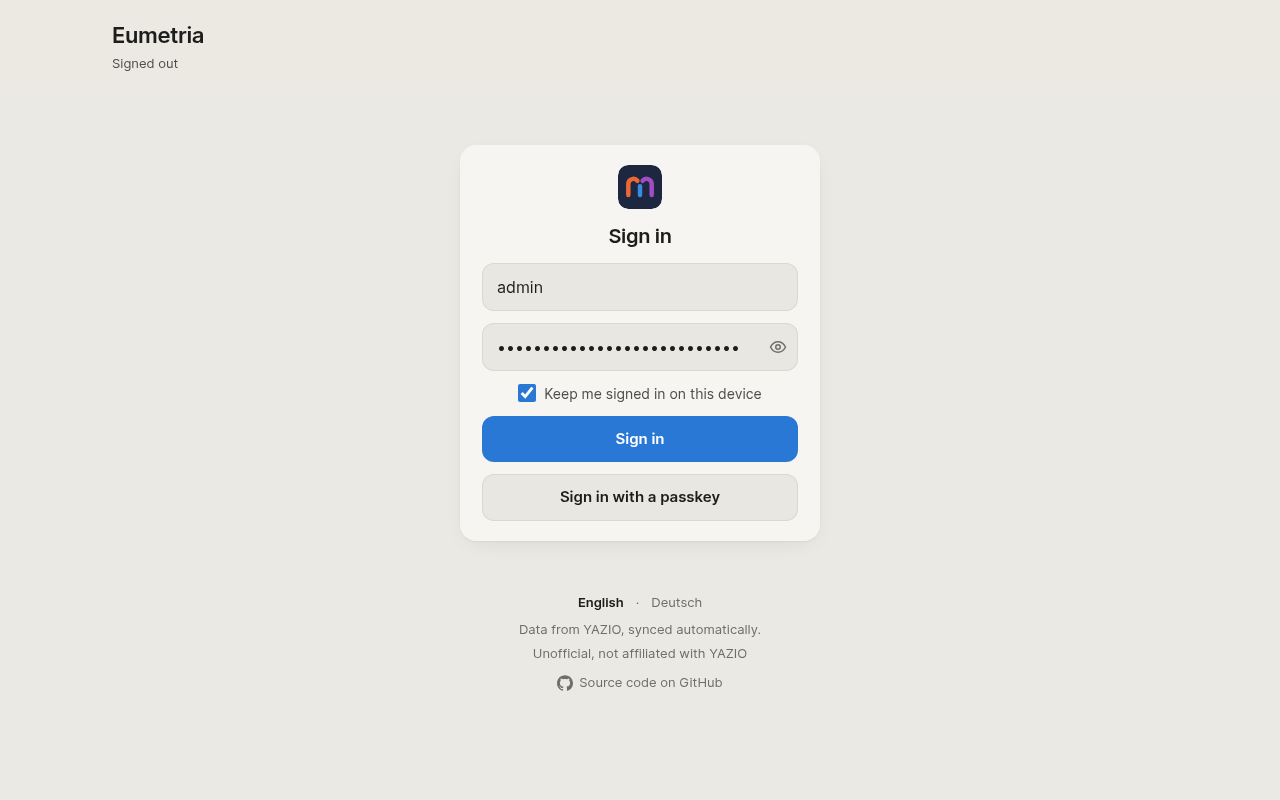 Eumetria
Signed out
Sign in
admin
•••••••••••••••••••••••••••
Keep me signed in on this device
Sign in
Sign in with a passkey
English · Deutsch
Data from YAZIO, synced automatically.
Unofficial, not affiliated with YAZIO
Source code on GitHub